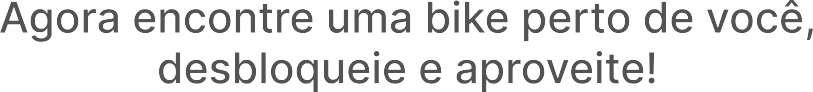 Agora encontre uma bike perto de você,
desbloqueie e aproveite!